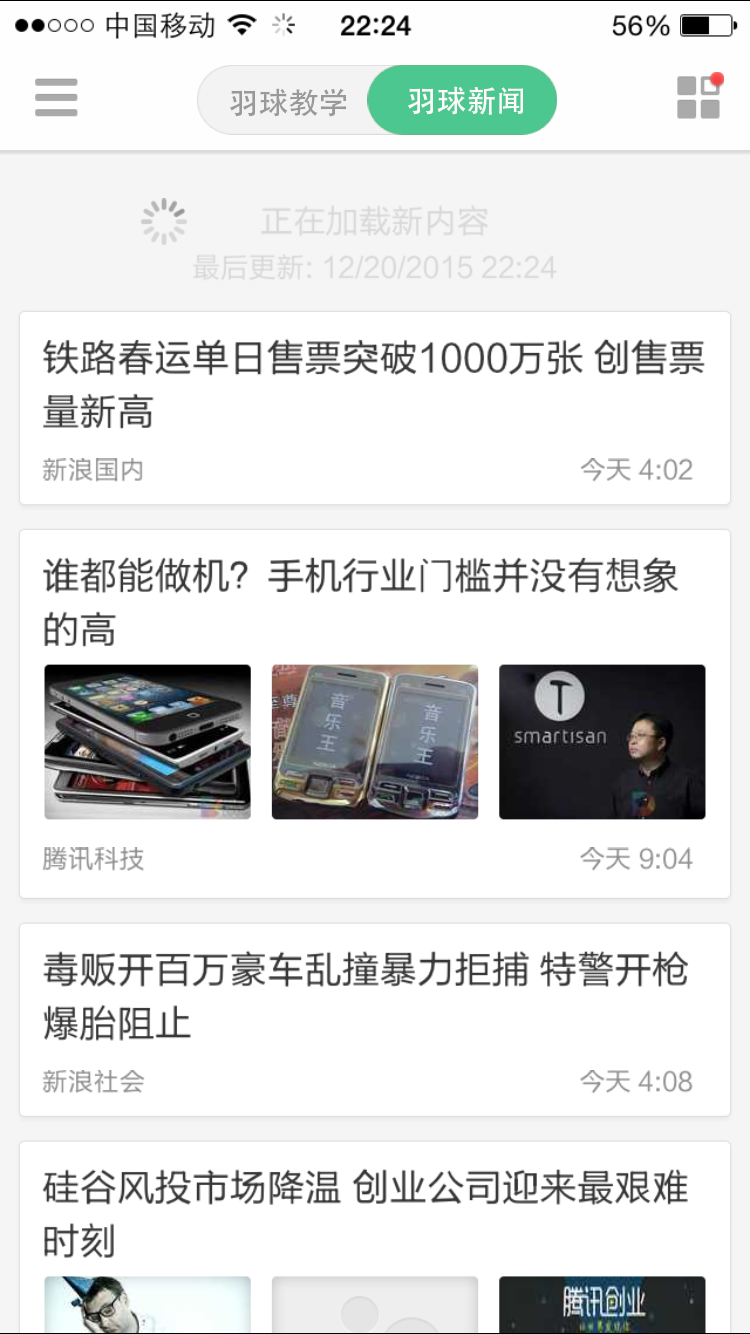 中国移动 22:24 56%
羽球教学 羽球新闻
正在加载新内容
最后更新: 12/20/2015 22:24
铁路春运单日售票突破1000万张 创售票
量新高
新浪国内 今天 4:02
谁都能做机？手机行业门槛并没有想象
的高
音乐王
音乐王
smartisan
腾讯科技 今天 9:04
毒贩开百万豪车乱撞暴力拒捕 特警开枪
爆胎阻止
新浪社会 今天 4:08
硅谷风投市场降温 创业公司迎来最艰难
时刻
腾讯创业